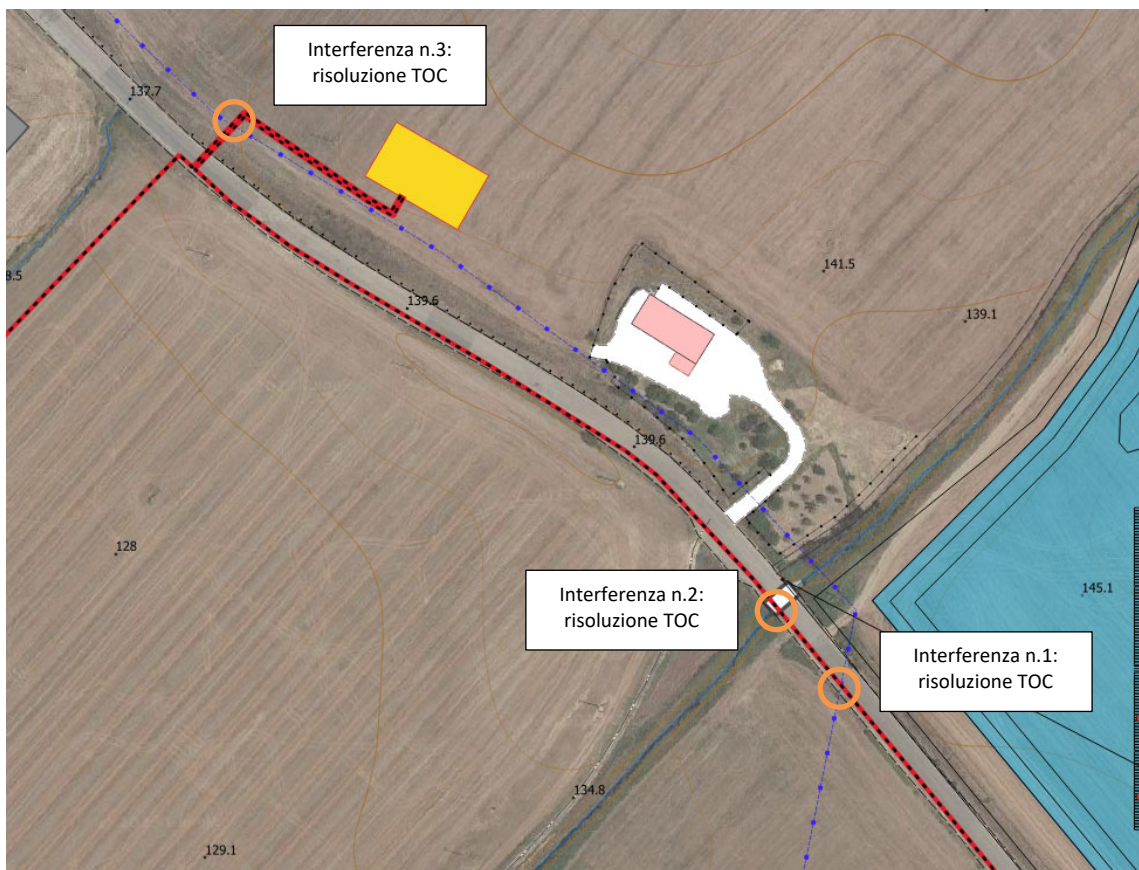 Interferenza n.3:
risoluzione TOC
137.7
8.5
139.6
141.5
139.1
139.6
128
Interferenza n.2:
risoluzione TOC
145.1
Interferenza n.1:
risoluzione TOC
134.8
129.1